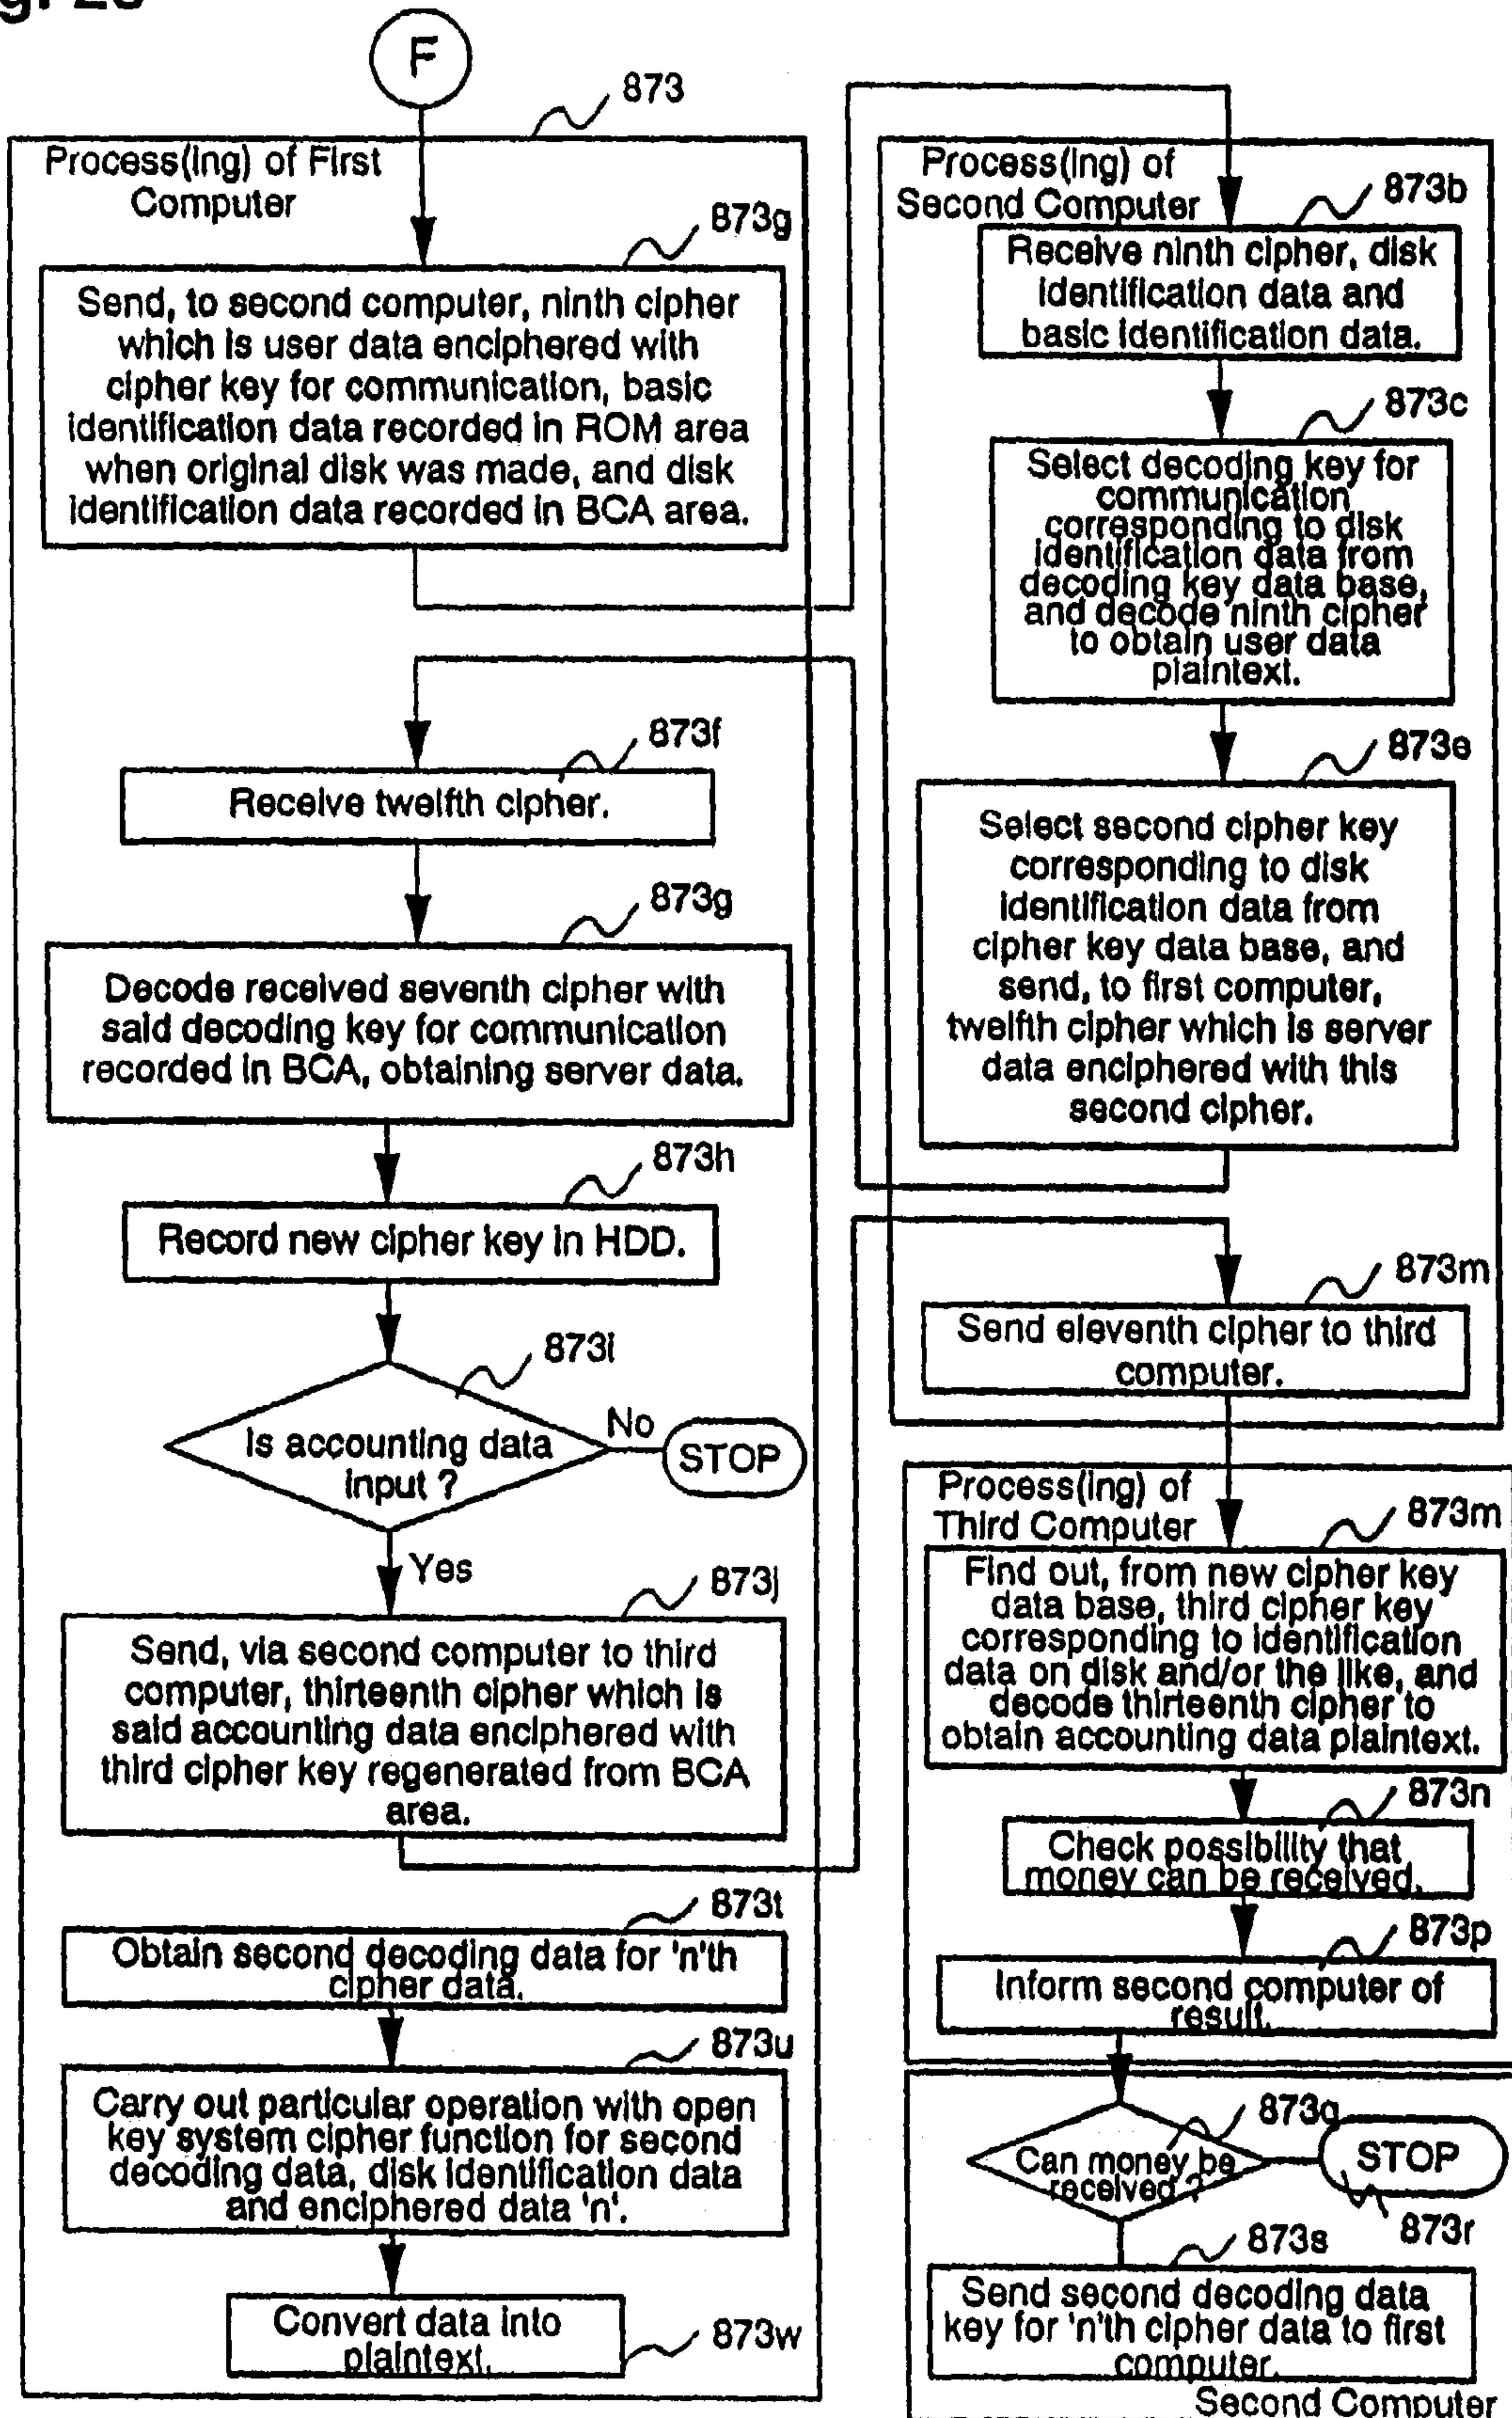 F
873
Process(ing) of First
Computer
873g
Send, to second computer, ninth cipher
which is user data enciphered with
cipher key for communication, basic
identification data recorded in ROM area
when original disk was made, and disk
identification data recorded in BCA area.
873f
Receive twelfth cipher.
873g
Decode received seventh cipher with
said decoding key for communication
recorded in BCA, obtaining server data.
873h
Record new cipher key in HDD.
873i
Is accounting data
input ?
No
STOP
Yes
873j
Send, via second computer to third
computer, thirteenth cipher which is
said accounting data enciphered with
third cipher key regenerated from BCA
area.
873t
Obtain second decoding data for 'n'th
cipher data.
873u
Carry out particular operation with open
key system cipher function for second
decoding data, disk identification data
and enciphered data 'n'.
Convert data into
plaintext.
873w
Process(ing) of
Second Computer
873b
Receive ninth cipher, disk
identification data and
basic identification data.
873c
Select decoding key for
communication
corresponding to disk
identification data from
decoding key data base,
and decode ninth cipher
to obtain user data
plaintext.
873e
Select second cipher key
corresponding to disk
identification data from
cipher key data base, and
send, to first computer,
twelfth cipher which is server
data enciphered with this
second cipher.
873m
Send eleventh cipher to third
computer.
Process(ing) of
Third Computer
873m
Find out, from new cipher key
data base, third cipher key
corresponding to identification
data on disk and/or the like, and
decode thirteenth cipher to
obtain accounting data plaintext.
873n
Check possibility that
money can be received.
873p
Inform second computer of
result.
873q
Can money be
received ?
STOP
873r
873s
Send second decoding data
key for 'n'th cipher data to first
computer.
Second Computer